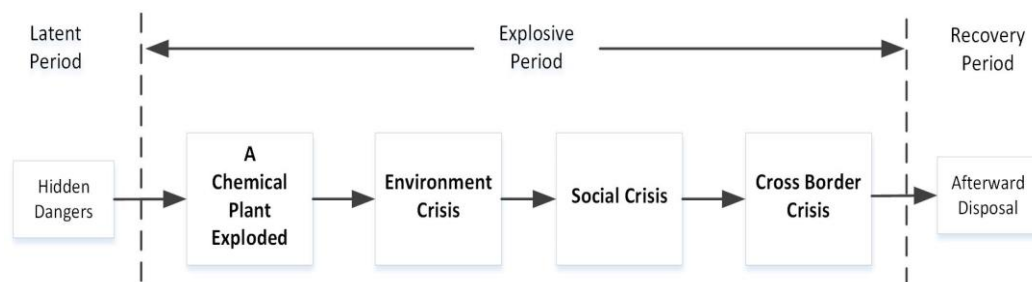 Latent
Period
Explosive
Period
Recovery
Period
Hidden
Dangers
A
Chemical
Plant
Exploded
Environment
Crisis
Social Crisis
Cross Border
Crisis
Afterward
Disposal